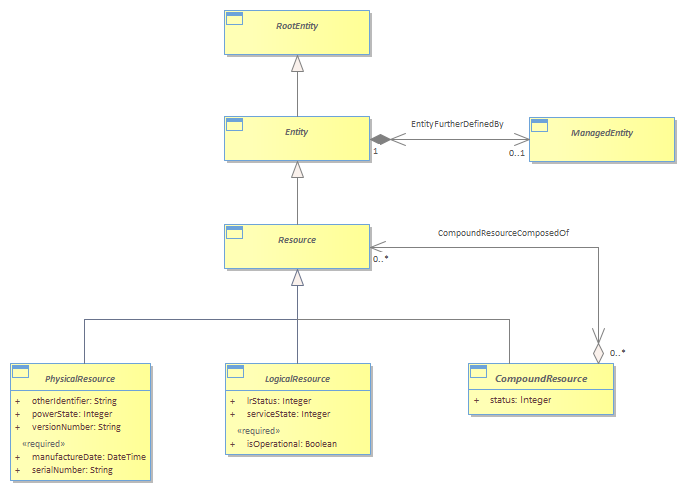 RootEntity
Entity
EntityFurtherDefinedBy
1
0..1
ManagedEntity
Resource
CompoundResourceComposedOf
0..*
0..*
PhysicalResource
+ otherIdentifier: String
+ powerState: Integer
+ versionNumber: String
«required»
+ manufactureDate: DateTime
+ serialNumber: String
LogicalResource
+ lrStatus: Integer
+ serviceState: Integer
«required»
+ isOperational: Boolean
CompoundResource
+ status: Integer